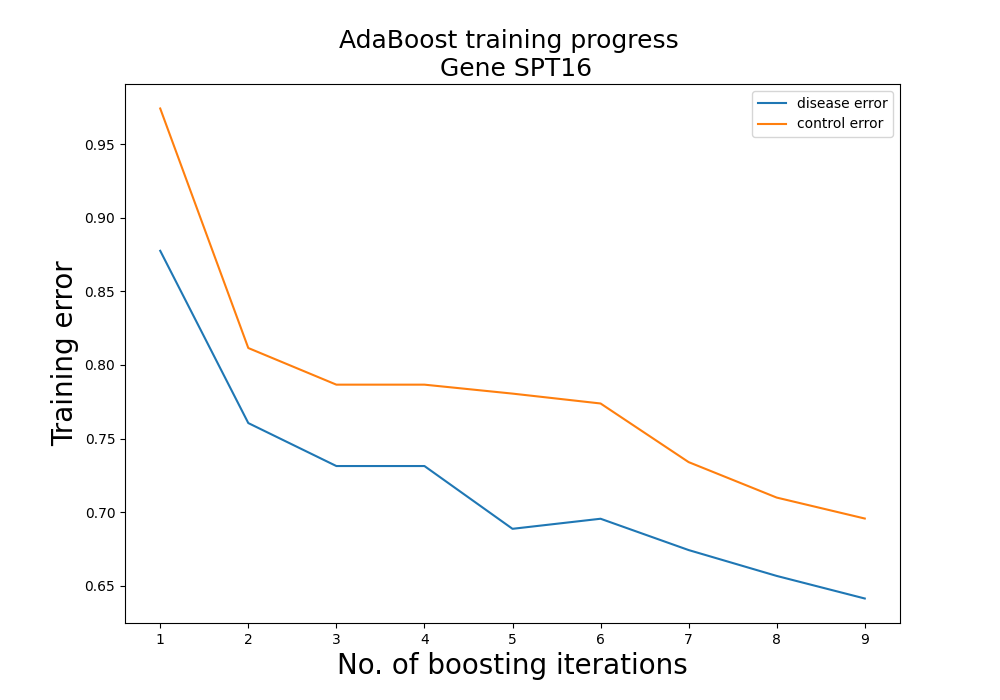 AdaBoost training progress
Gene SPT16
disease error
control error
Training error
0.95
0.90
0.85
0.80
0.75
0.70
0.65
1 2 3 4 5 6 7 8 9
No. of boosting iterations